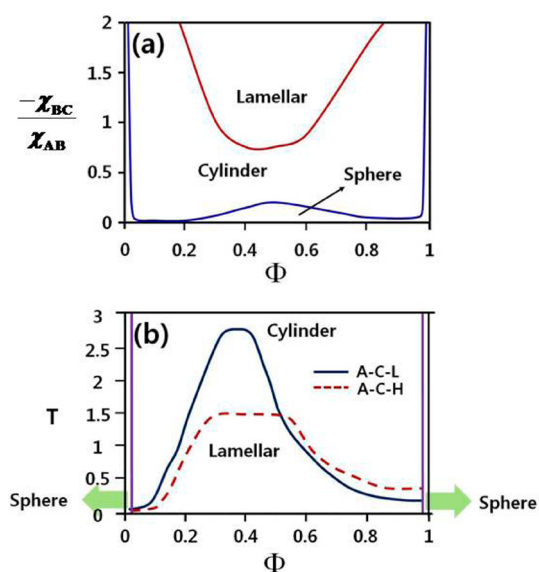 2
(a)
1.5
Lamellar
−χBC
χAB
1
Cylinder
Sphere
0.5
0
0 0.2 0.4 0.6 0.8 1
Φ
3
(b)
Cylinder
2.5
A-C-L
2
A-C-H
T
1.5
Lamellar
1
0.5
Sphere
Sphere
0
0 0.2 0.4 0.6 0.8 1
Φ